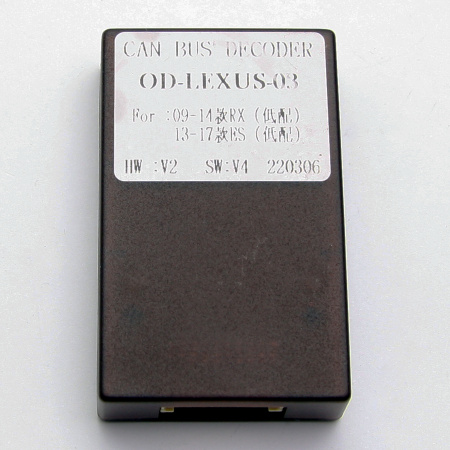 CAN BUS DECODER
OD-LEXUS-03
For :09-14款RX (低配)
13-17款ES (低配)
HW :V2 SW:V4 220306